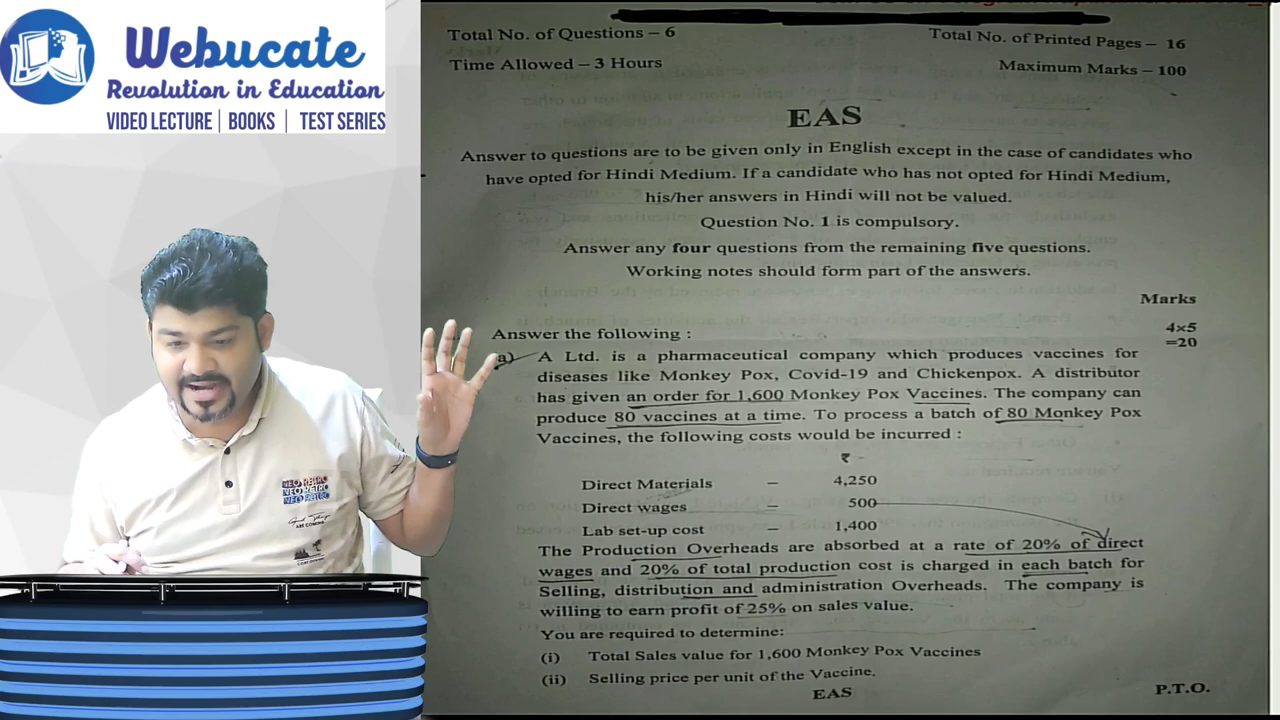 Webucate
Revolution in Education
VIDEO LECTURE | BOOKS | TEST SERIES
Total No. of Questions – 6
Total No. of Printed Pages – 16
Time Allowed – 3 Hours
Maximum Marks – 100
EAS
Answer to questions are to be given only in English except in the case of candidates who
have opted for Hindi Medium. If a candidate who has not opted for Hindi Medium,
his/her answers in Hindi will not be valued.
Question No. 1 is compulsory.
Answer any four questions from the remaining five questions.
Working notes should form part of the answers.
Marks
Answer the following :
4×5
=20
a) A Ltd. is a pharmaceutical company which produces vaccines for
diseases like Monkey Pox, Covid-19 and Chickenpox. A distributor
has given an order for 1,600 Monkey Pox Vaccines. The company can
produce 80 vaccines at a time. To process a batch of 80 Monkey Pox
Vaccines, the following costs would be incurred :
₹
Direct Materials – 4,250
Direct wages – 500
Lab set-up cost – 1,400
The Production Overheads are absorbed at a rate of 20% of direct
wages and 20% of total production cost is charged in each batch for
Selling, distribution and administration Overheads. The company is
willing to earn profit of 25% on sales value.
You are required to determine:
(i) Total Sales value for 1,600 Monkey Pox Vaccines
(ii) Selling price per unit of the Vaccine.
EAS
P.T.O.